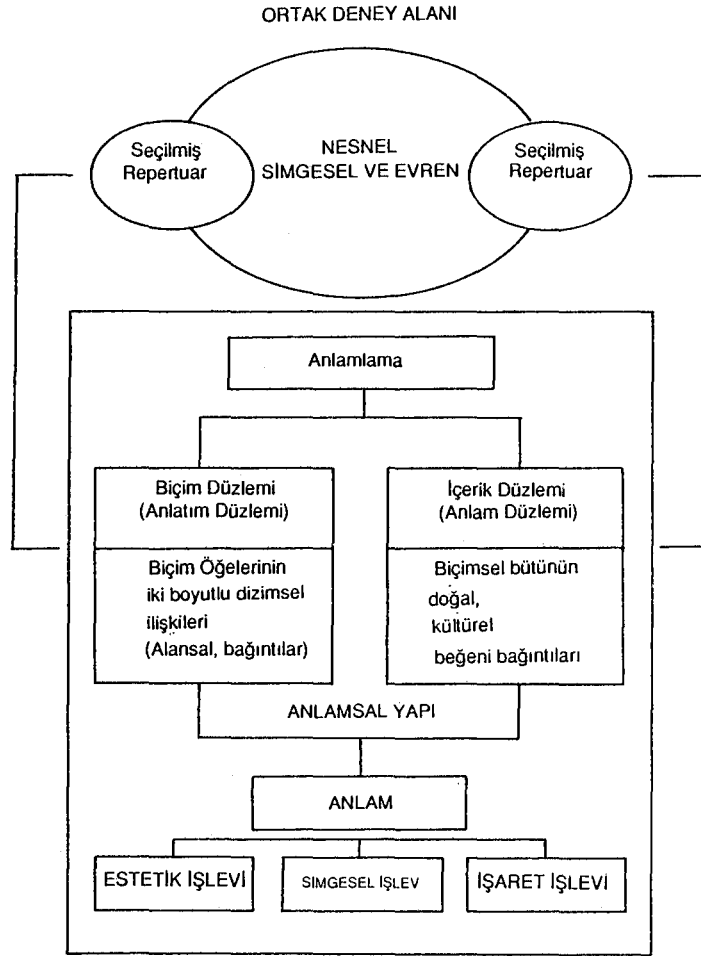 ORTAK DENEY ALANI
Seçilmiş
Repertuar
NESNEL
SİMGESEL VE EVREN
Seçilmiş
Repertuar
Anlamlama
Biçim Düzlemi
(Anlatım Düzlemi)
İçerik Düzlemi
(Anlam Düzlemi)
Biçim Öğelerinin
iki boyutlu dizimsel
ilişkileri
(Alansal, bağıntılar)
Biçimsel bütünün
doğal,
kültürel
beğeni bağıntıları
ANLAMSAL YAPI
ANLAM
ESTETİK İŞLEVİ
SİMGESEL İŞLEV
İŞARET İŞLEVİ